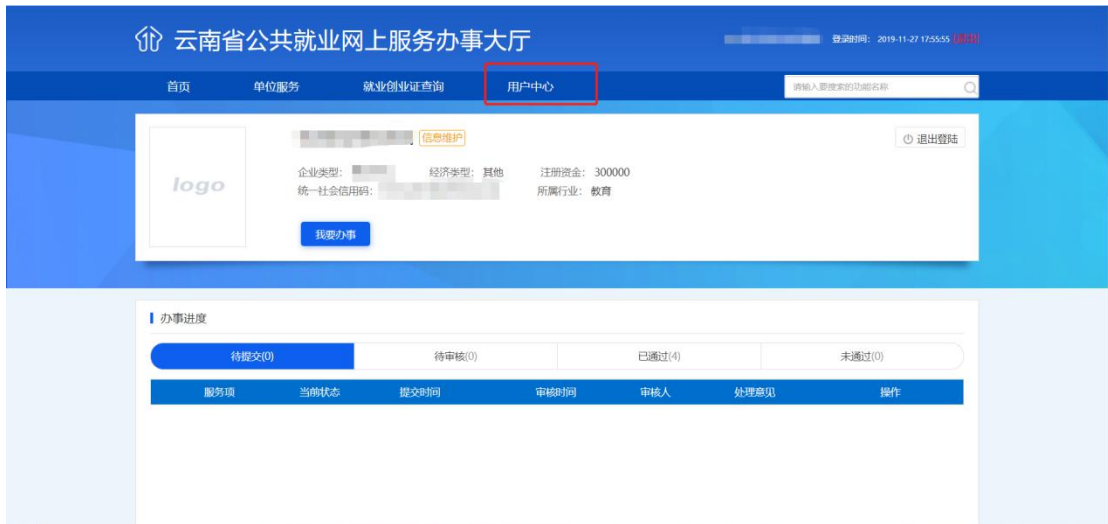 云南省公共就业网上服务办事大厅
登录时间： 2019-11-27 17:55:55
首页 单位服务 就业创业证查询 用户中心 请输入要搜索的功能名称
信息维护 退出登陆
logo
企业类型： 经济类型： 其他 注册资金： 300000
统一社会信用码： 所属行业： 教育
我要办事
办事进度
待提交(0) 待审核(0) 已通过(4) 未通过(0)
服务项 当前状态 提交时间 审核时间 审核人 处理意见 操作